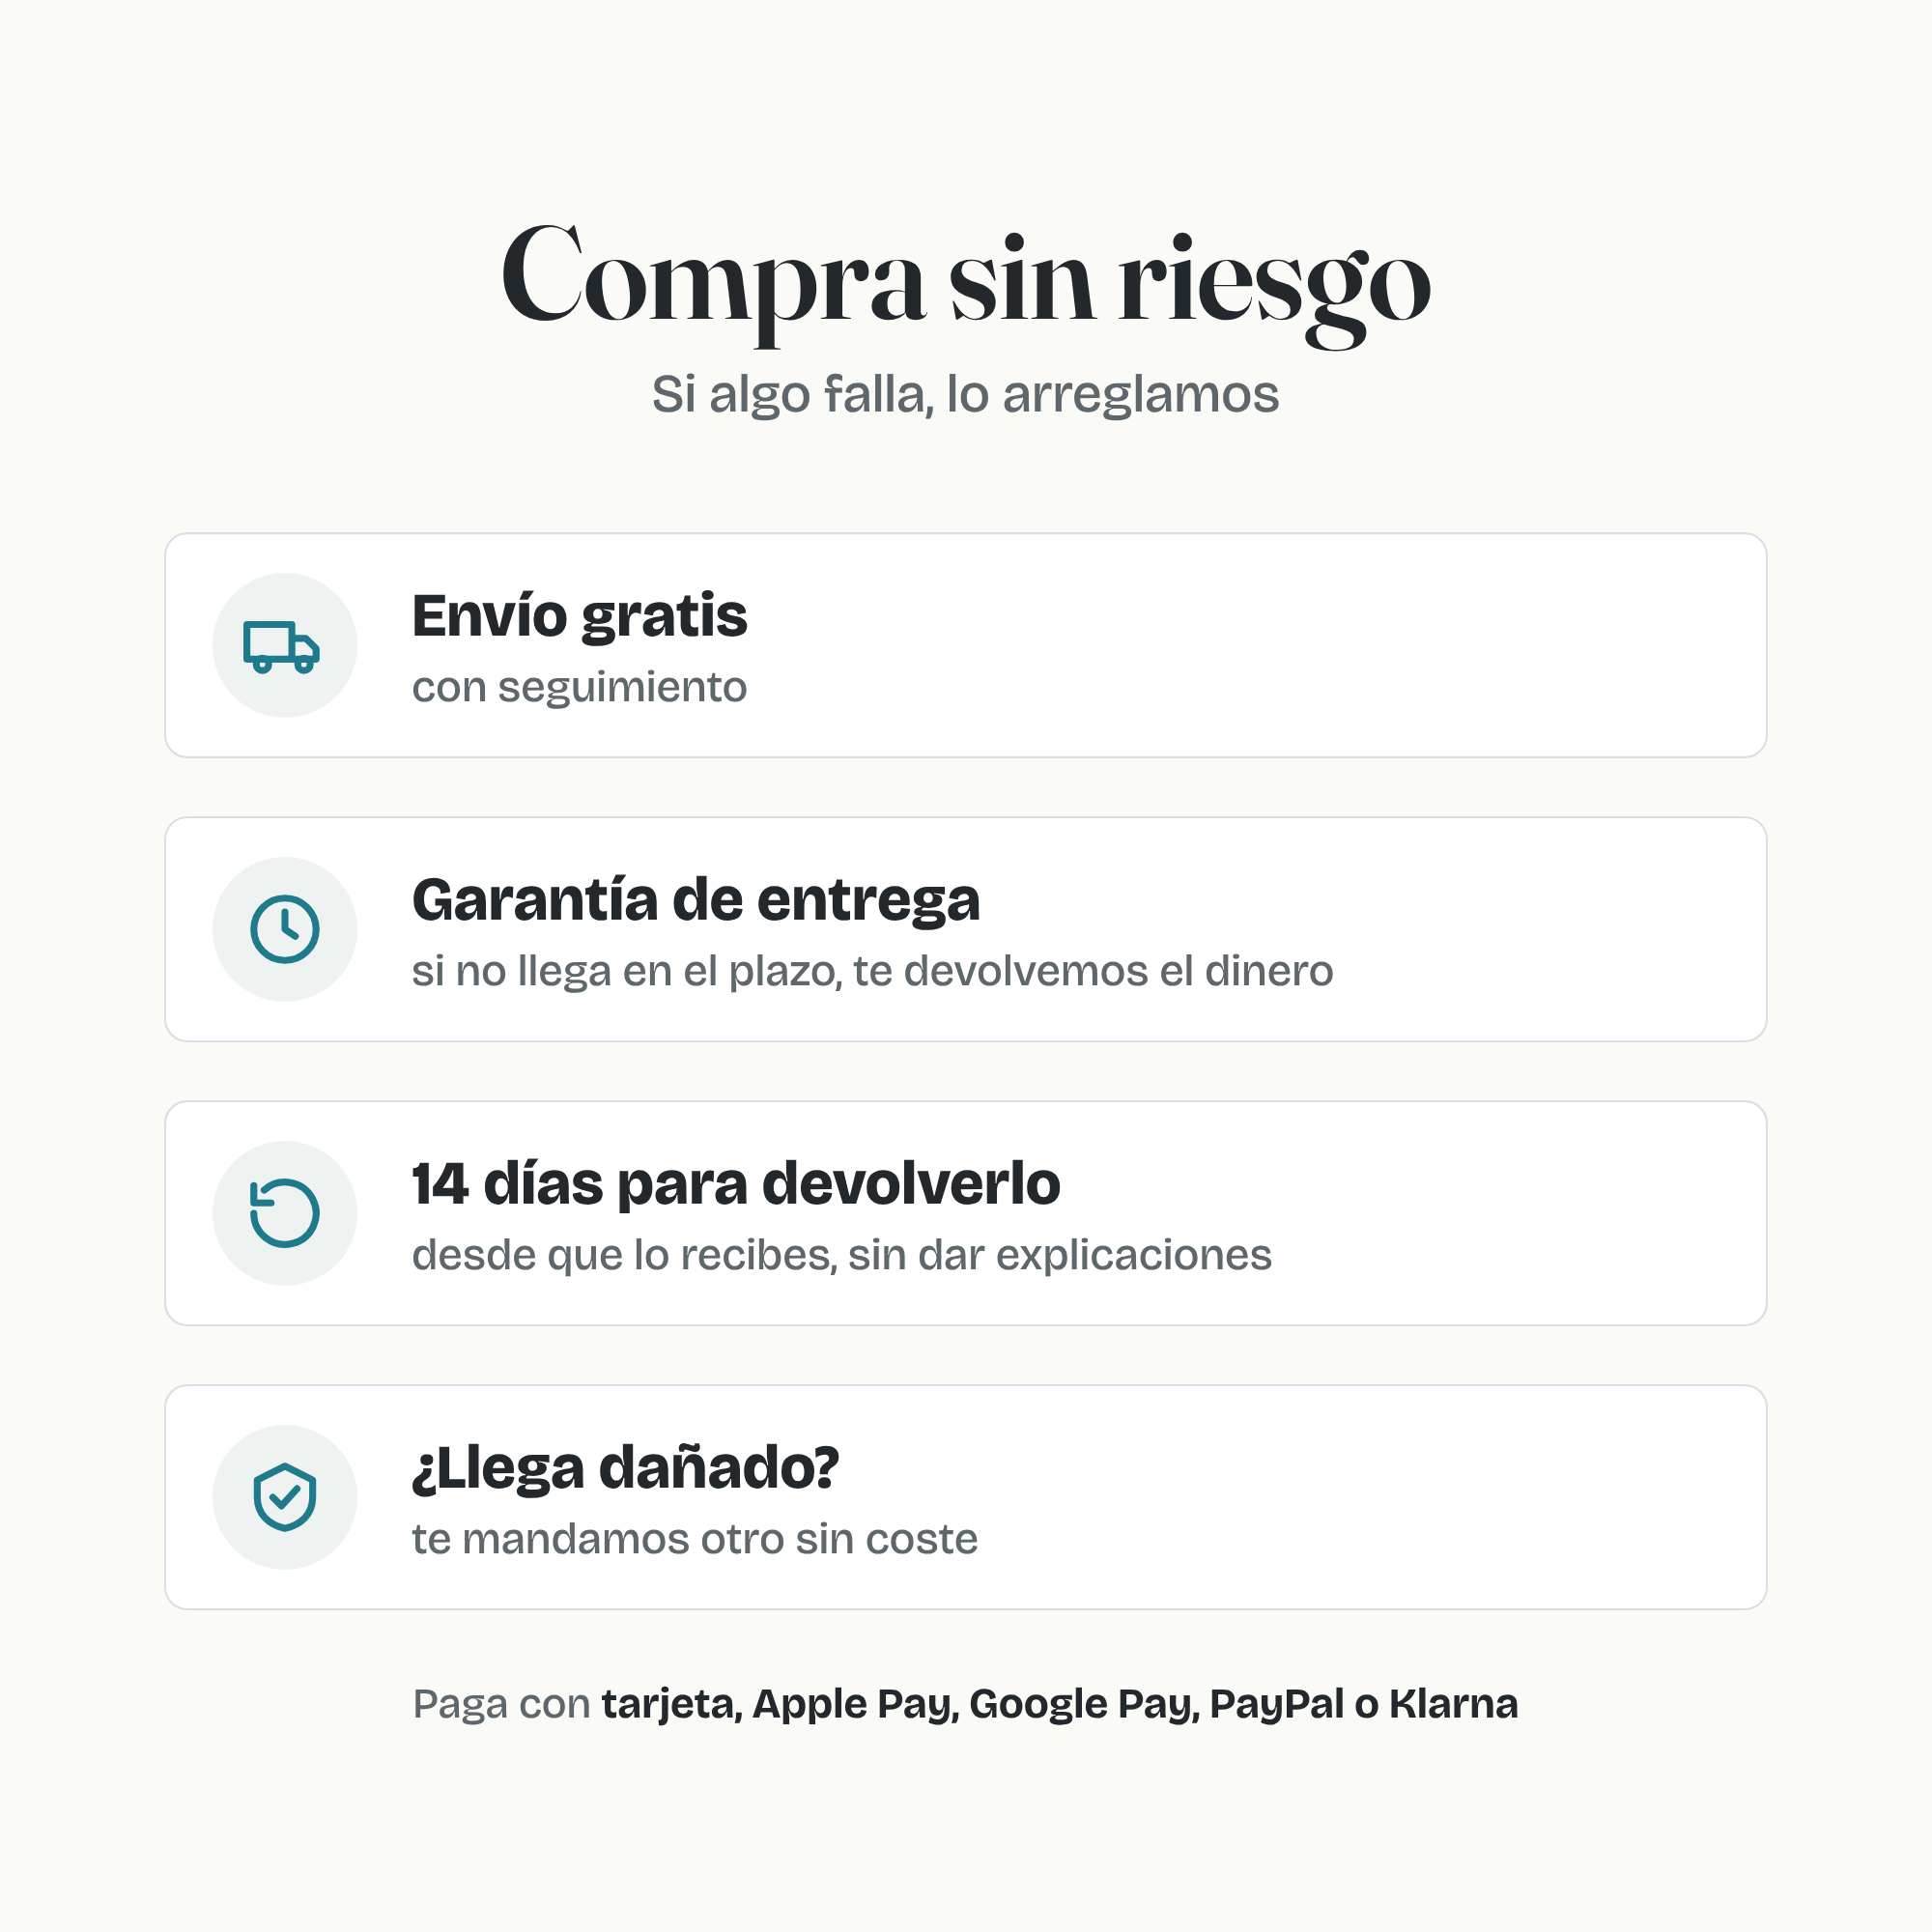 Compra sin riesgo
Si algo falla, lo arreglamos
Envío gratis
con seguimiento
Garantía de entrega
si no llega en el plazo, te devolvemos el dinero
14 días para devolverlo
desde que lo recibes, sin dar explicaciones
¿Llega dañado?
te mandamos otro sin coste
Paga con tarjeta, Apple Pay, Google Pay, PayPal o Klarna